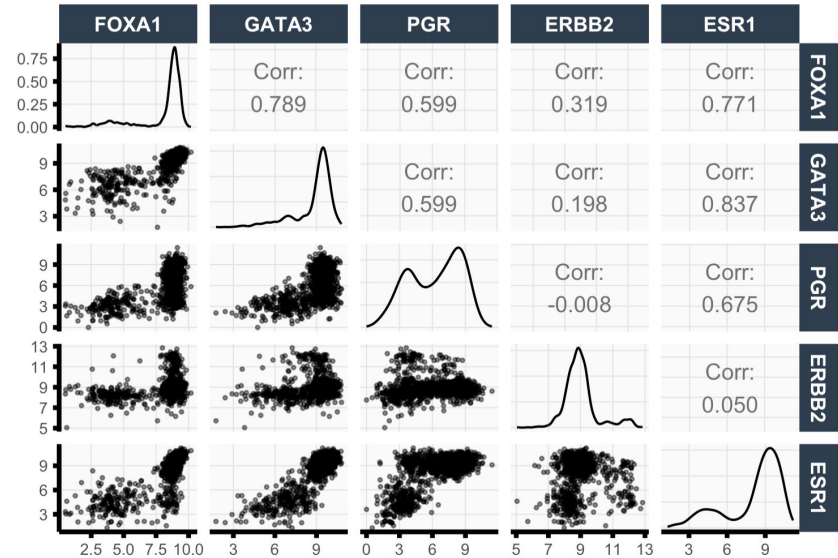 FOXA1 GATA3 PGR ERBB2 ESR1
0.75
0.50
0.25
0.00
Corr:
0.789
Corr:
0.599
Corr:
0.319
Corr:
0.771
FOXA1
9
6
3
Corr:
0.599
Corr:
0.198
Corr:
0.837
GATA3
9
6
3
0
Corr:
-0.008
Corr:
0.675
PGR
13
11
9
7
5
Corr:
0.050
ERBB2
9
6
3
ESR1
2.5 5.0 7.5 10.0 3 6 9 0 3 6 9 5 7 9 11 13 3 6 9